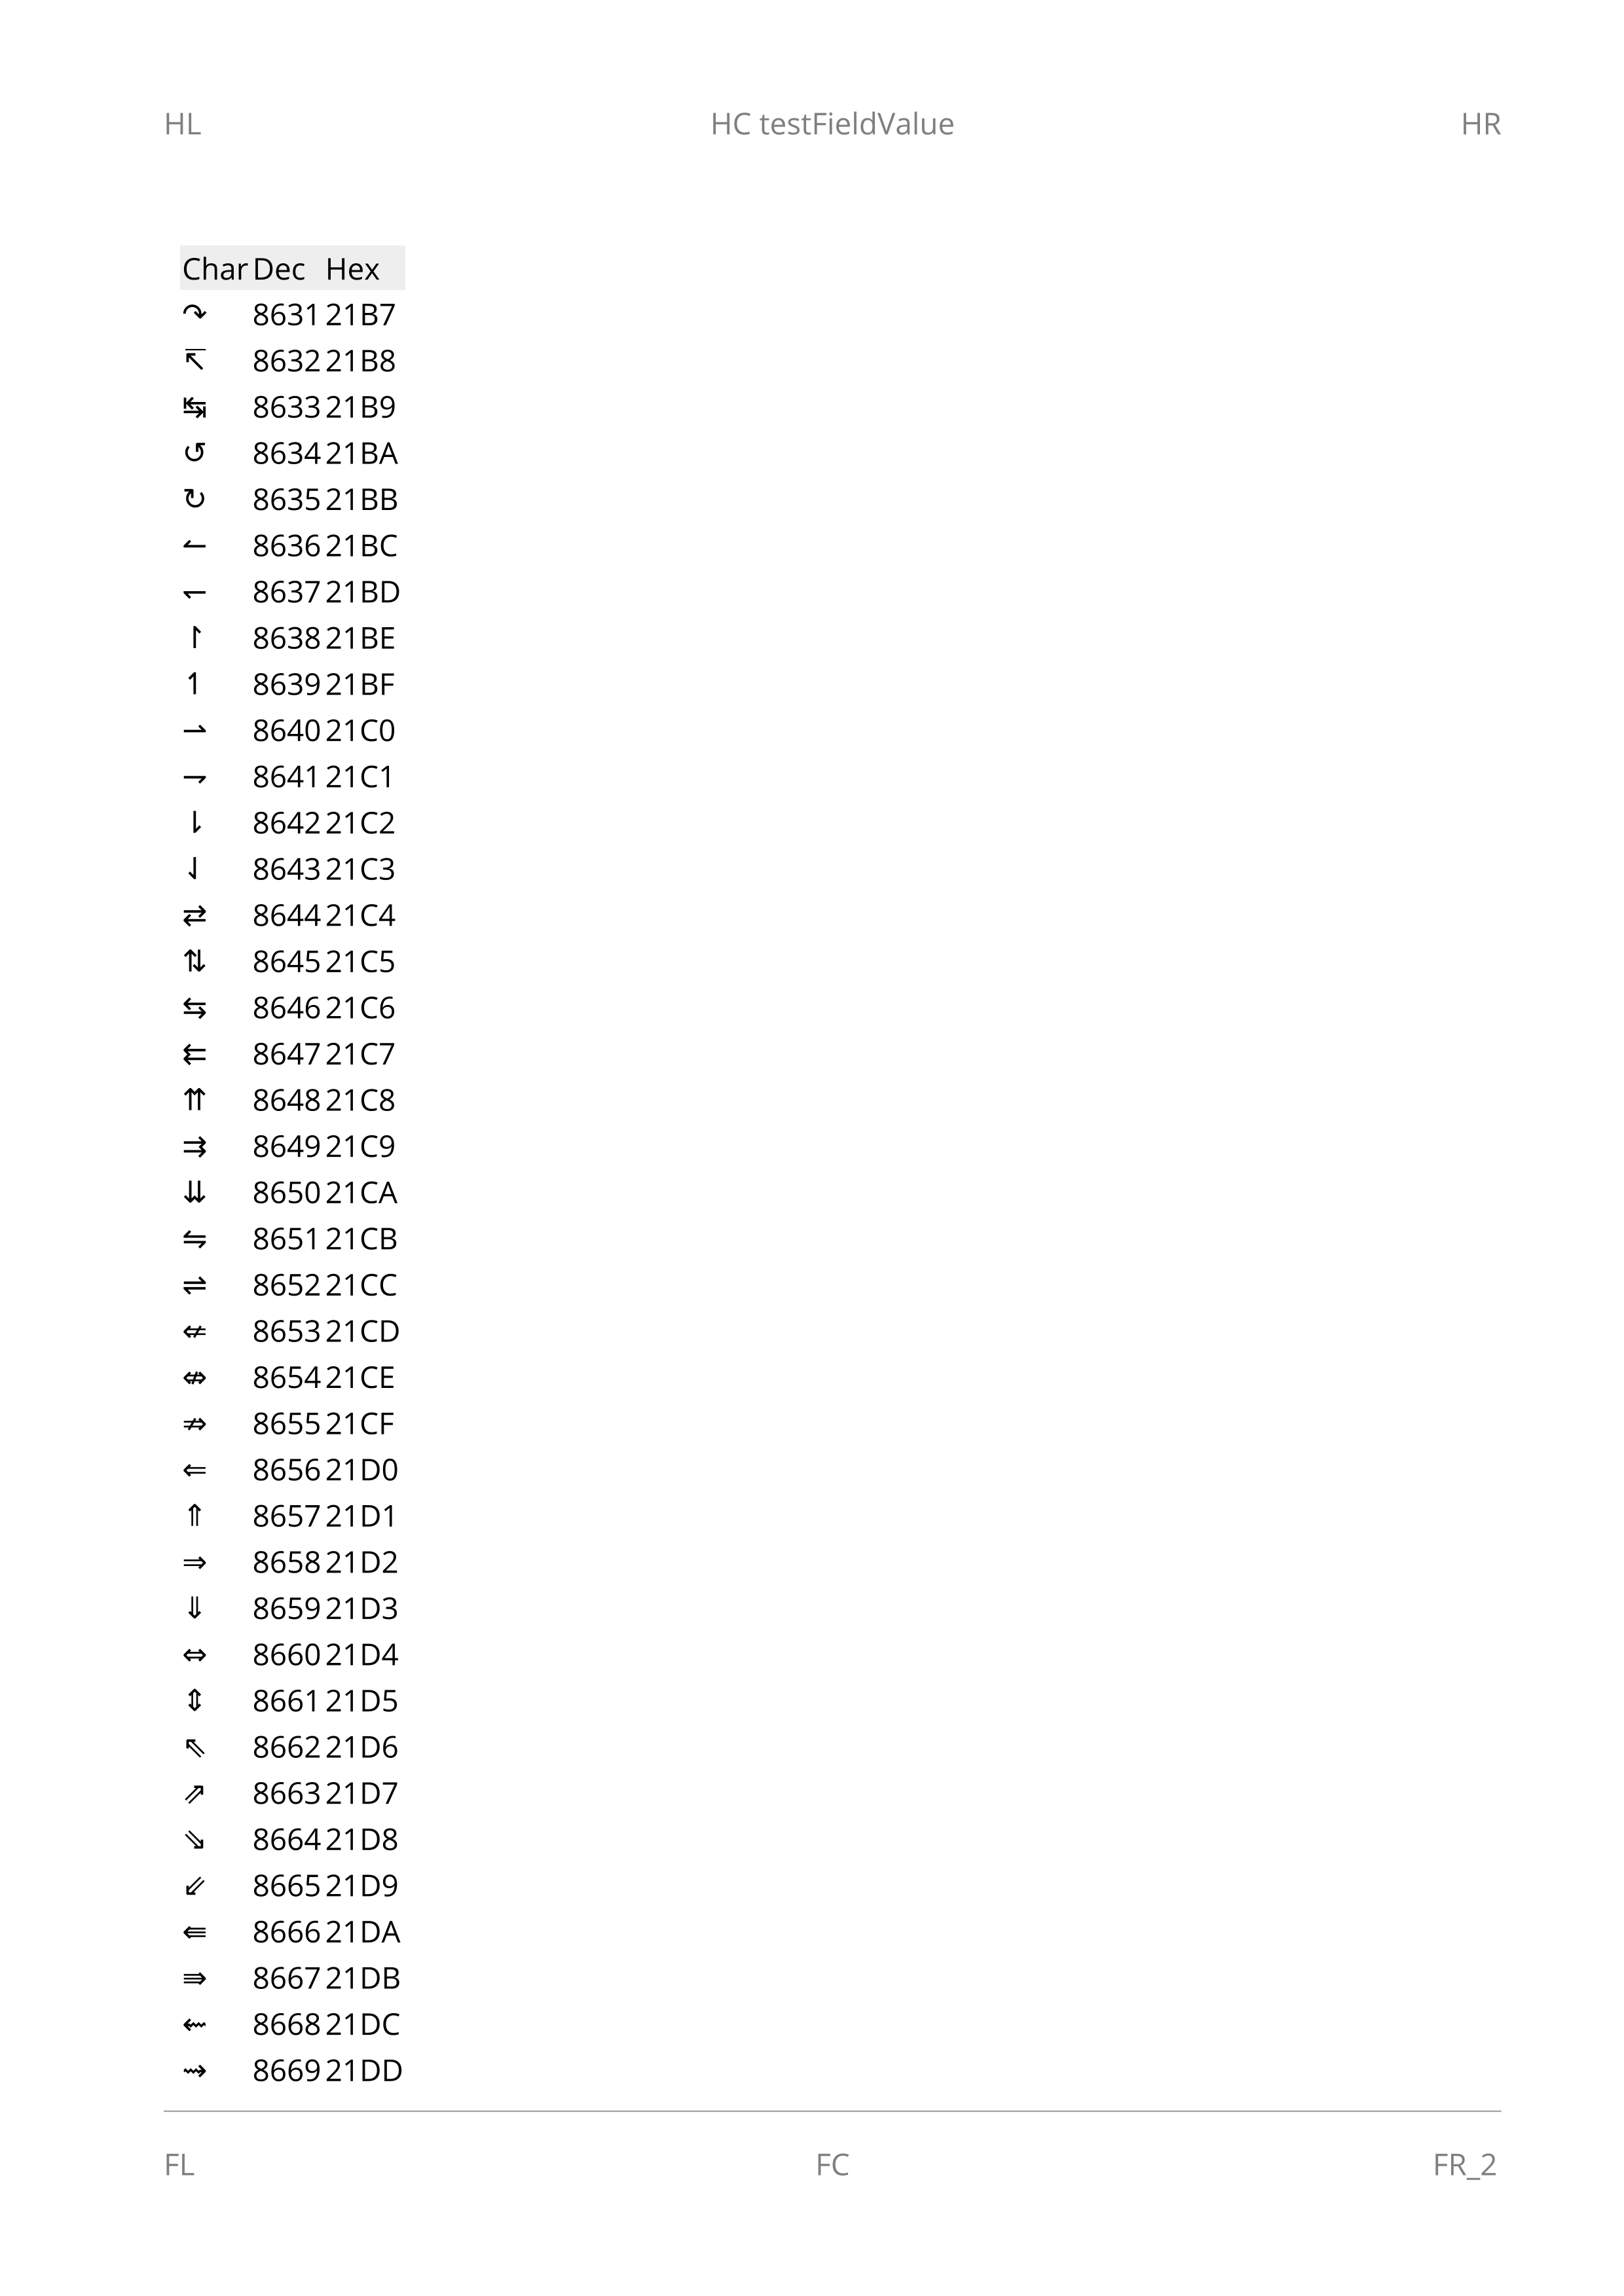 HL HC testFieldValue HR
Char Dec Hex
↷ 8631 21B7
↸ 8632 21B8
↹ 8633 21B9
↺ 8634 21BA
↻ 8635 21BB
↼ 8636 21BC
↽ 8637 21BD
↾ 8638 21BE
↿ 8639 21BF
⇀ 8640 21C0
⇁ 8641 21C1
⇂ 8642 21C2
⇃ 8643 21C3
⇄ 8644 21C4
⇅ 8645 21C5
⇆ 8646 21C6
⇇ 8647 21C7
⇈ 8648 21C8
⇉ 8649 21C9
⇊ 8650 21CA
⇋ 8651 21CB
⇌ 8652 21CC
⇍ 8653 21CD
⇎ 8654 21CE
⇏ 8655 21CF
⇐ 8656 21D0
⇑ 8657 21D1
⇒ 8658 21D2
⇓ 8659 21D3
⇔ 8660 21D4
⇕ 8661 21D5
⇖ 8662 21D6
⇗ 8663 21D7
⇘ 8664 21D8
⇙ 8665 21D9
⇚ 8666 21DA
⇛ 8667 21DB
⇜ 8668 21DC
⇝ 8669 21DD
FL FC FR_2